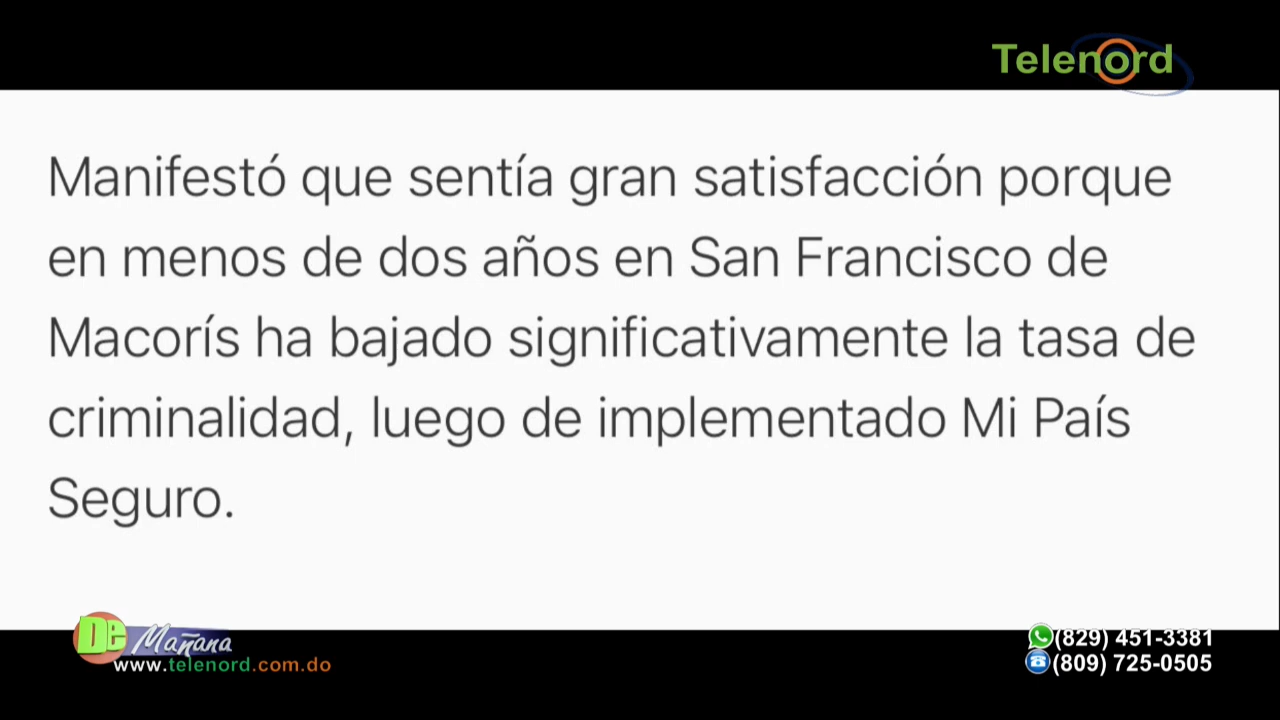 Telenord
Manifestó que sentía gran satisfacción porque
en menos de dos años en San Francisco de
Macorís ha bajado significativamente la tasa de
criminalidad, luego de implementado Mi País
Seguro.
De Mañana
www.telenord.com.do
(829) 451-3381
(809) 725-0505